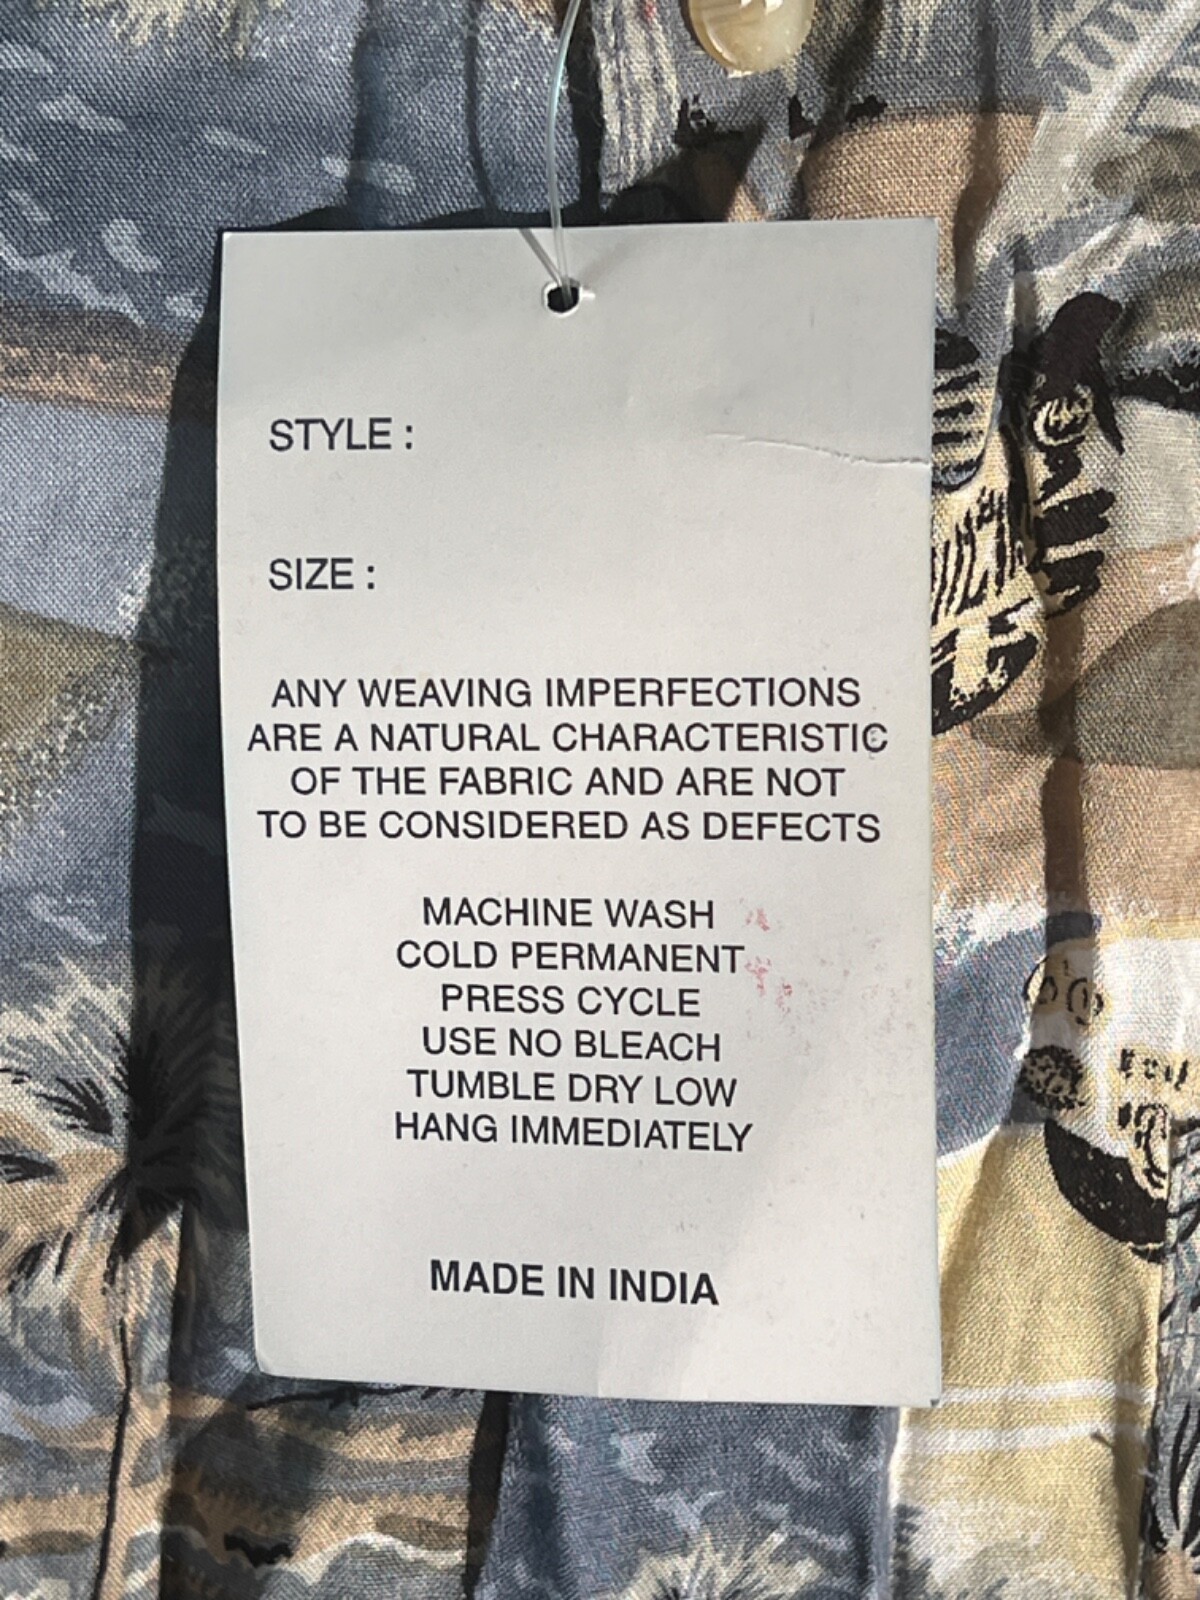 STYLE :
SIZE :
ANY WEAVING IMPERFECTIONS
ARE A NATURAL CHARACTERISTIC
OF THE FABRIC AND ARE NOT
TO BE CONSIDERED AS DEFECTS
MACHINE WASH
COLD PERMANENT
PRESS CYCLE
USE NO BLEACH
TUMBLE DRY LOW
HANG IMMEDIATELY
MADE IN INDIA